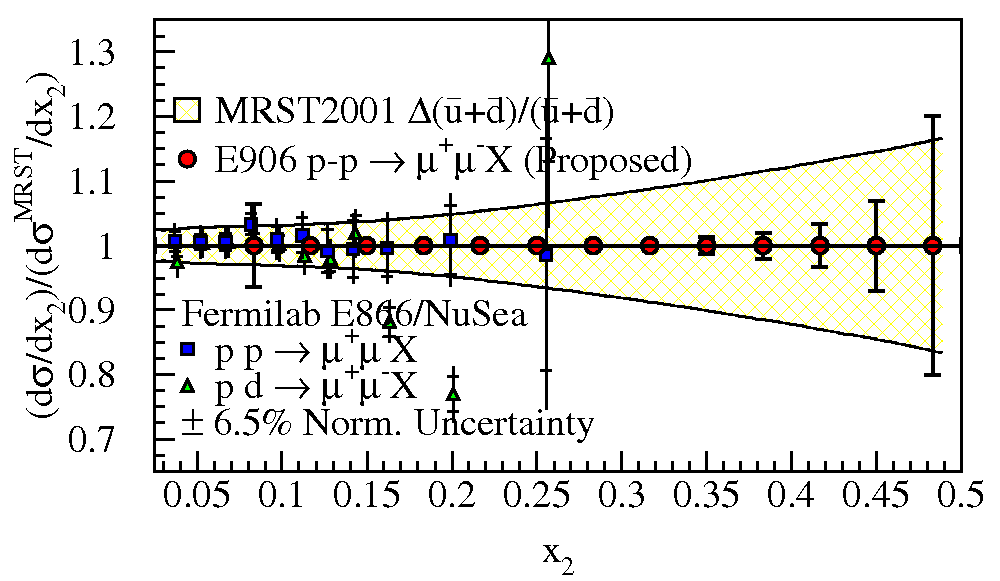 (dσ/dx₂)/(dσᴹᴿˢᵀ/dx₂)
1.3
1.2
1.1
1
0.9
0.8
0.7
MRST2001 Δ(ū+d̄)/(ū+d̄)
E906 p-p → μ⁺μ⁻X (Proposed)
Fermilab E866/NuSea
p p → μ⁺μ⁻X
p d → μ⁺μ⁻X
± 6.5% Norm. Uncertainty
0.05 0.1 0.15 0.2 0.25 0.3 0.35 0.4 0.45 0.5
x₂